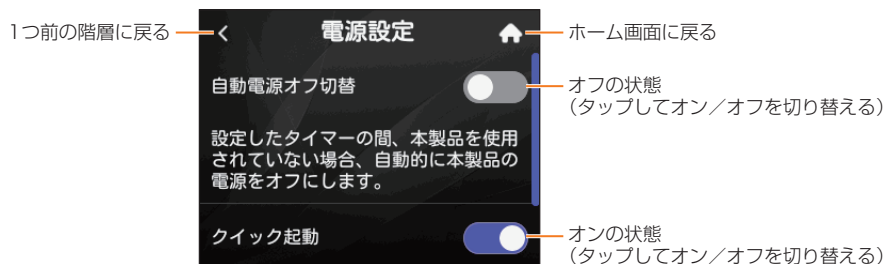 1つ前の階層に戻る
電源設定
ホーム画面に戻る
自動電源オフ切替
オフの状態
（タップしてオン／オフを切り替える）
設定したタイマーの間、本製品を使用
されていない場合、自動的に本製品の
電源をオフにします。
クイック起動
オンの状態
（タップしてオン／オフを切り替える）